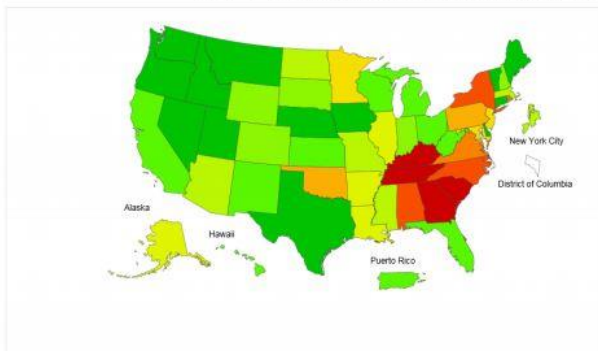 New York City
District of Columbia
Alaska
Hawaii
Puerto Rico